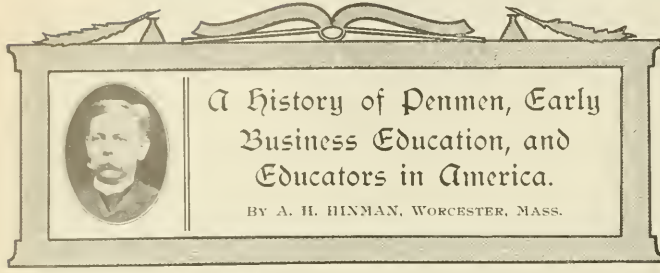 A History of Penmen, Early
Business Education, and
Educators in America.
BY A. H. HINMAN, WORCESTER, MASS.